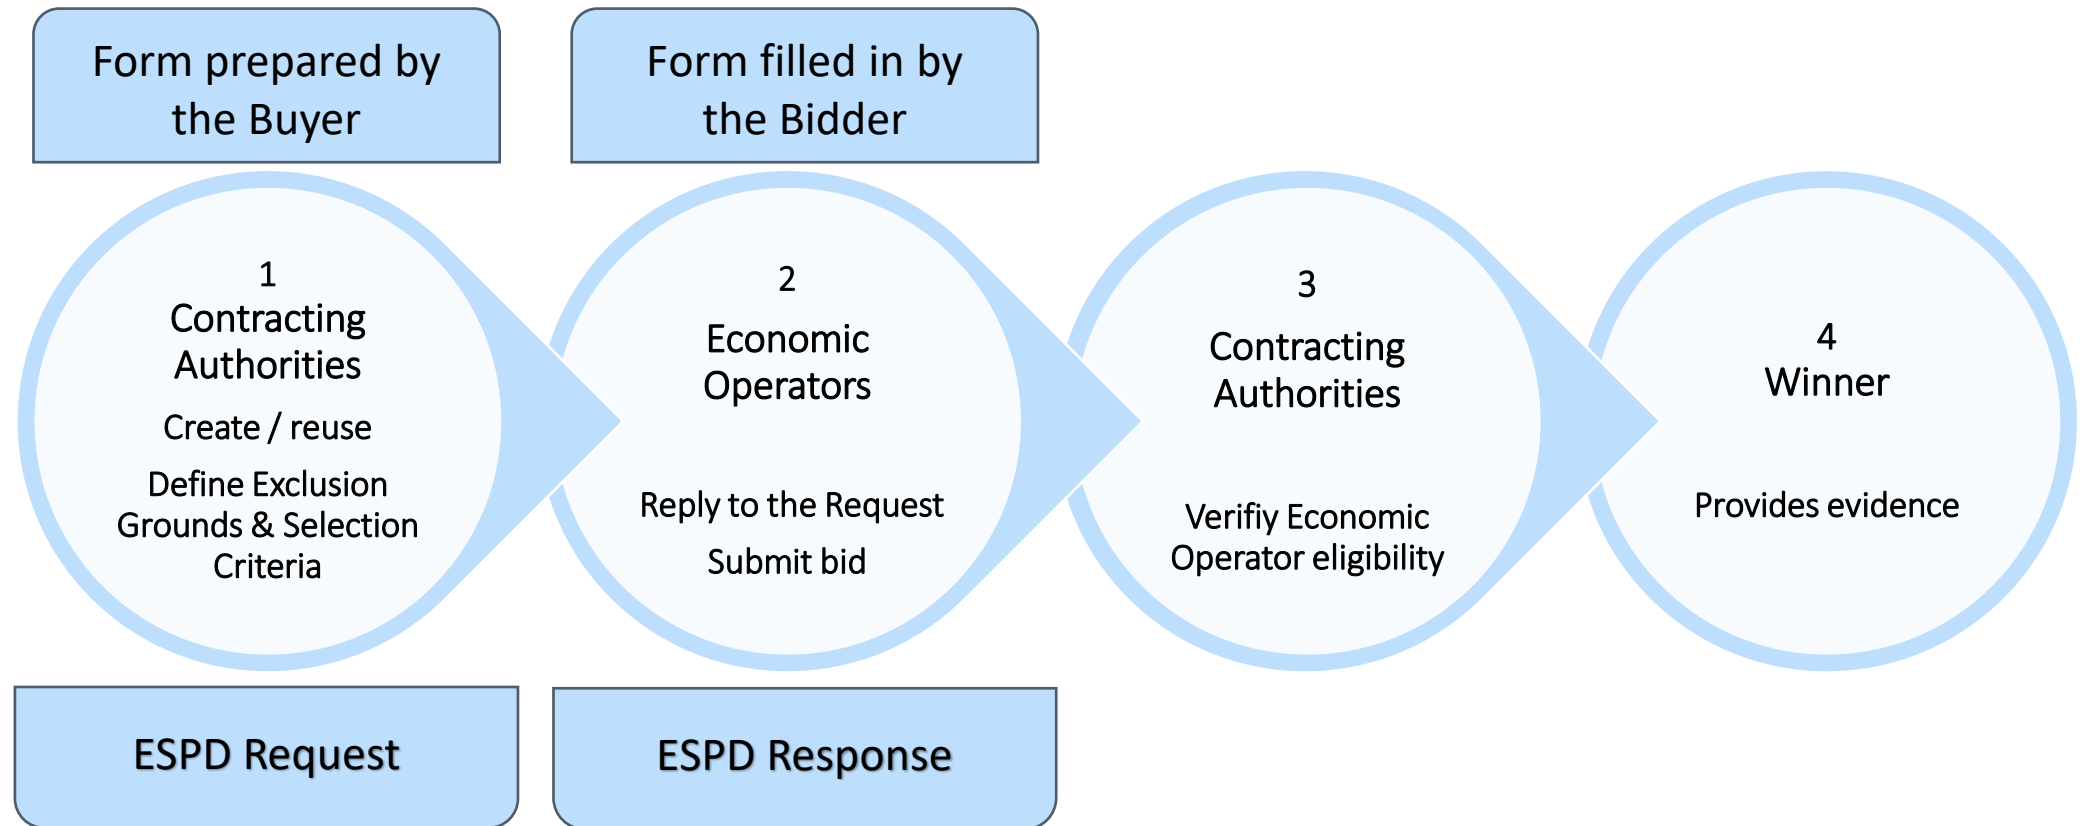 Form prepared by
the Buyer
Form filled in by
the Bidder
1
Contracting
Authorities
Create / reuse
Define Exclusion
Grounds & Selection
Criteria
2
Economic
Operators
Reply to the Request
Submit bid
3
Contracting
Authorities
Verifiy Economic
Operator eligibility
4
Winner
Provides evidence
ESPD Request
ESPD Response